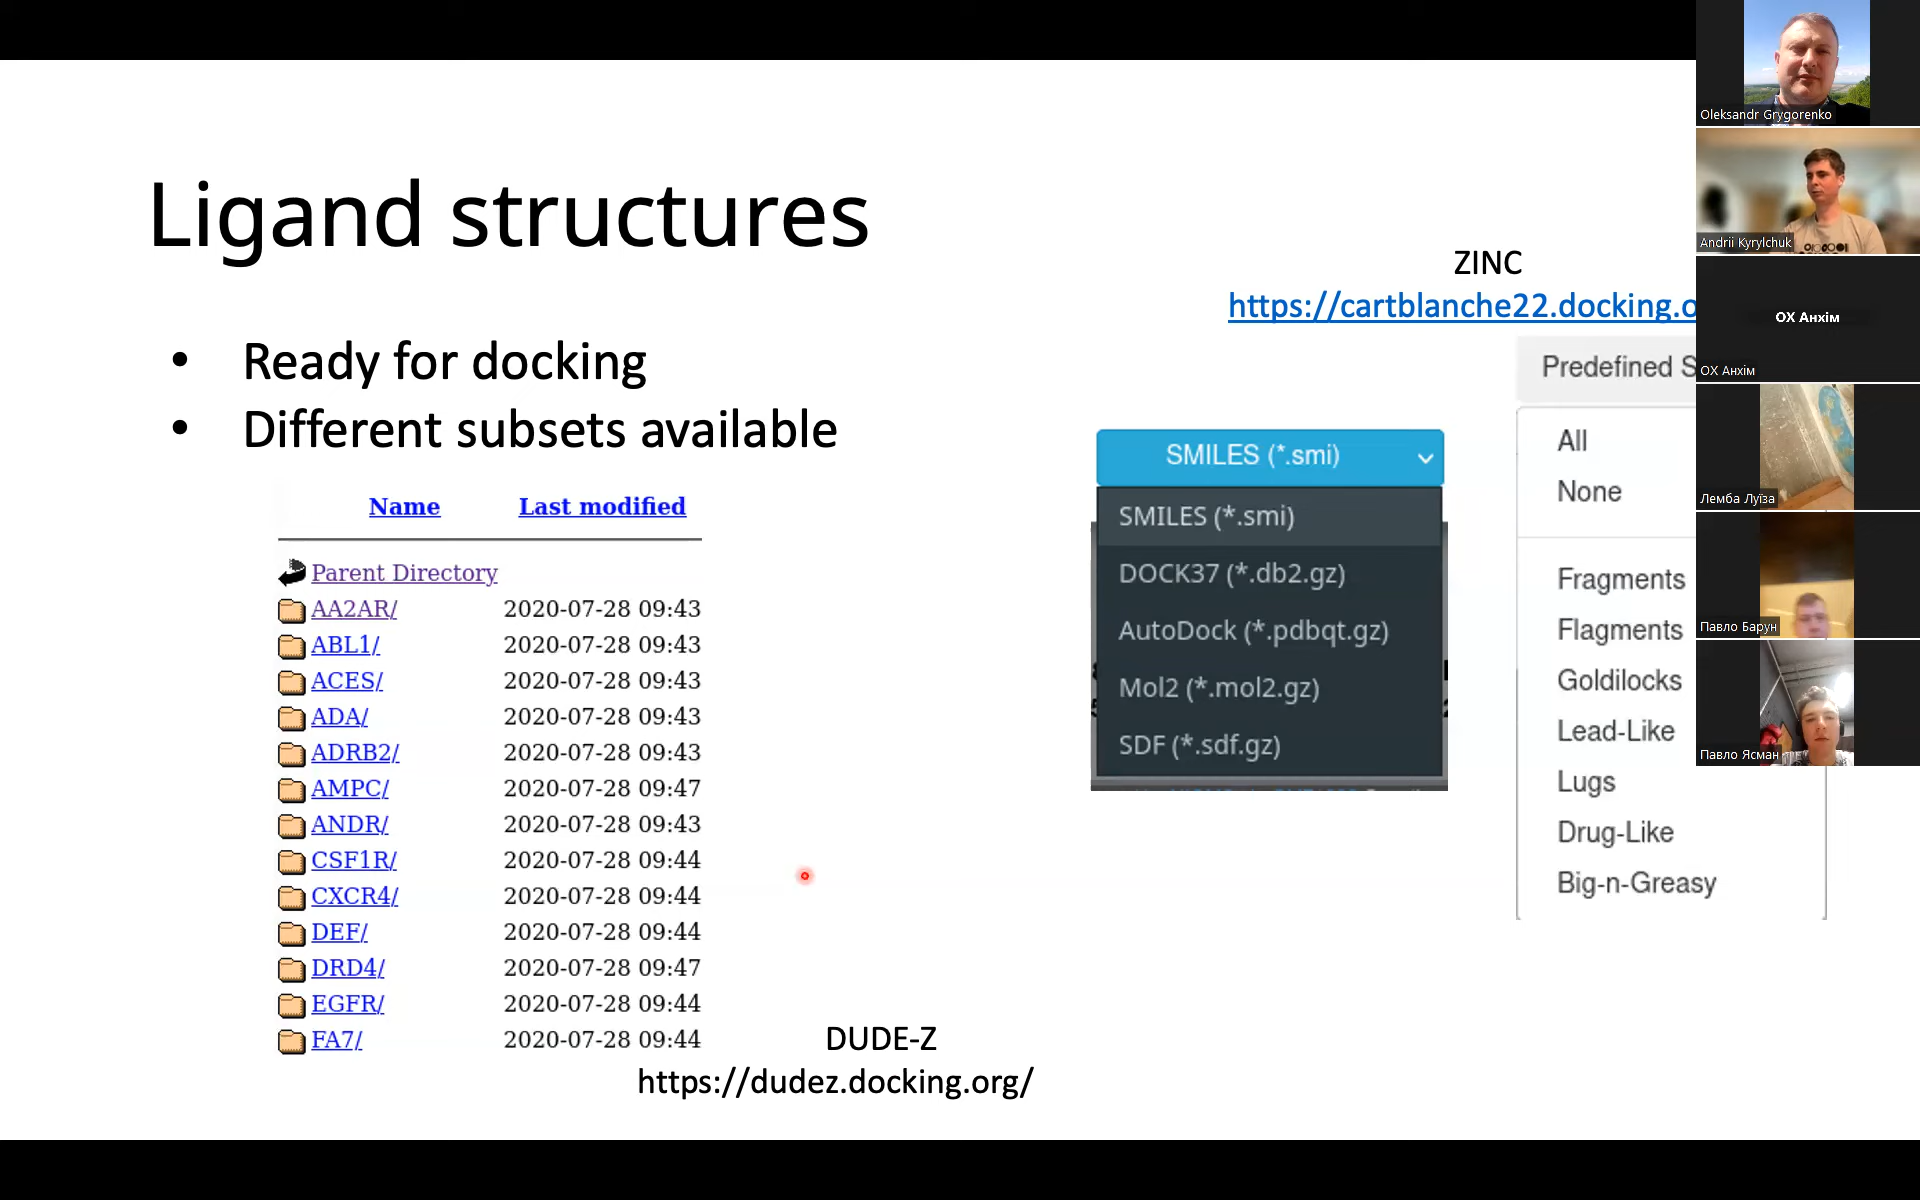 Ligand structures
• Ready for docking
• Different subsets available
Name Last modified
Parent Directory
AA2AR/ 2020-07-28 09:43
ABL1/ 2020-07-28 09:43
ACES/ 2020-07-28 09:43
ADA/ 2020-07-28 09:43
ADRB2/ 2020-07-28 09:43
AMPC/ 2020-07-28 09:47
ANDR/ 2020-07-28 09:43
CSF1R/ 2020-07-28 09:44
CXCR4/ 2020-07-28 09:44
DEF/ 2020-07-28 09:44
DRD4/ 2020-07-28 09:47
EGFR/ 2020-07-28 09:44
FA7/ 2020-07-28 09:44
DUDE-Z
https://dudez.docking.org/
ZINC
https://cartblanche22.docking.o
SMILES (*.smi)
SMILES (*.smi)
DOCK37 (*.db2.gz)
AutoDock (*.pdbqt.gz)
Mol2 (*.mol2.gz)
SDF (*.sdf.gz)
Predefined S
All
None
Fragments
Flagments
Goldilocks
Lead-Like
Lugs
Drug-Like
Big-n-Greasy
Oleksandr Grygorenko
Andrii Kyrylchuk
ОХ Анхім
ОХ Анхім
Лемба Луїза
Павло Барун
Павло Ясман